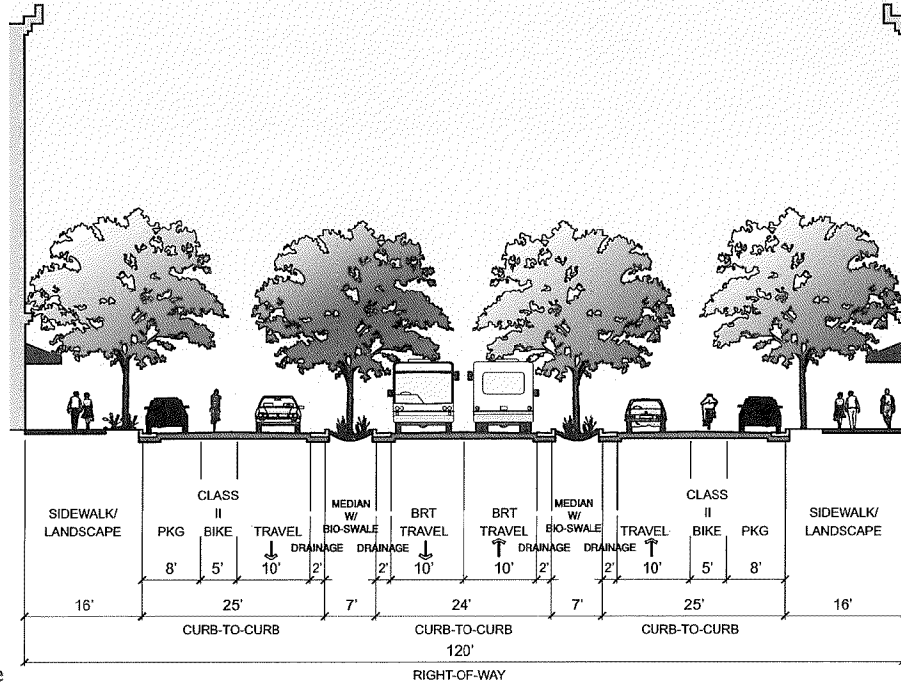 SIDEWALK/
LANDSCAPE
PKG
CLASS
II
BIKE
TRAVEL
DRAINAGE
MEDIAN
W/
BIO-SWALE
DRAINAGE
BRT
TRAVEL
BRT
TRAVEL
DRAINAGE
MEDIAN
W/
BIO-SWALE
DRAINAGE
TRAVEL
CLASS
II
BIKE
PKG
SIDEWALK/
LANDSCAPE
8' 5' 10' 2' 2' 10' 10' 2' 2' 10' 5' 8'
16' 25' 7' 24' 7' 25' 16'
CURB-TO-CURB CURB-TO-CURB CURB-TO-CURB
120'
RIGHT-OF-WAY
e